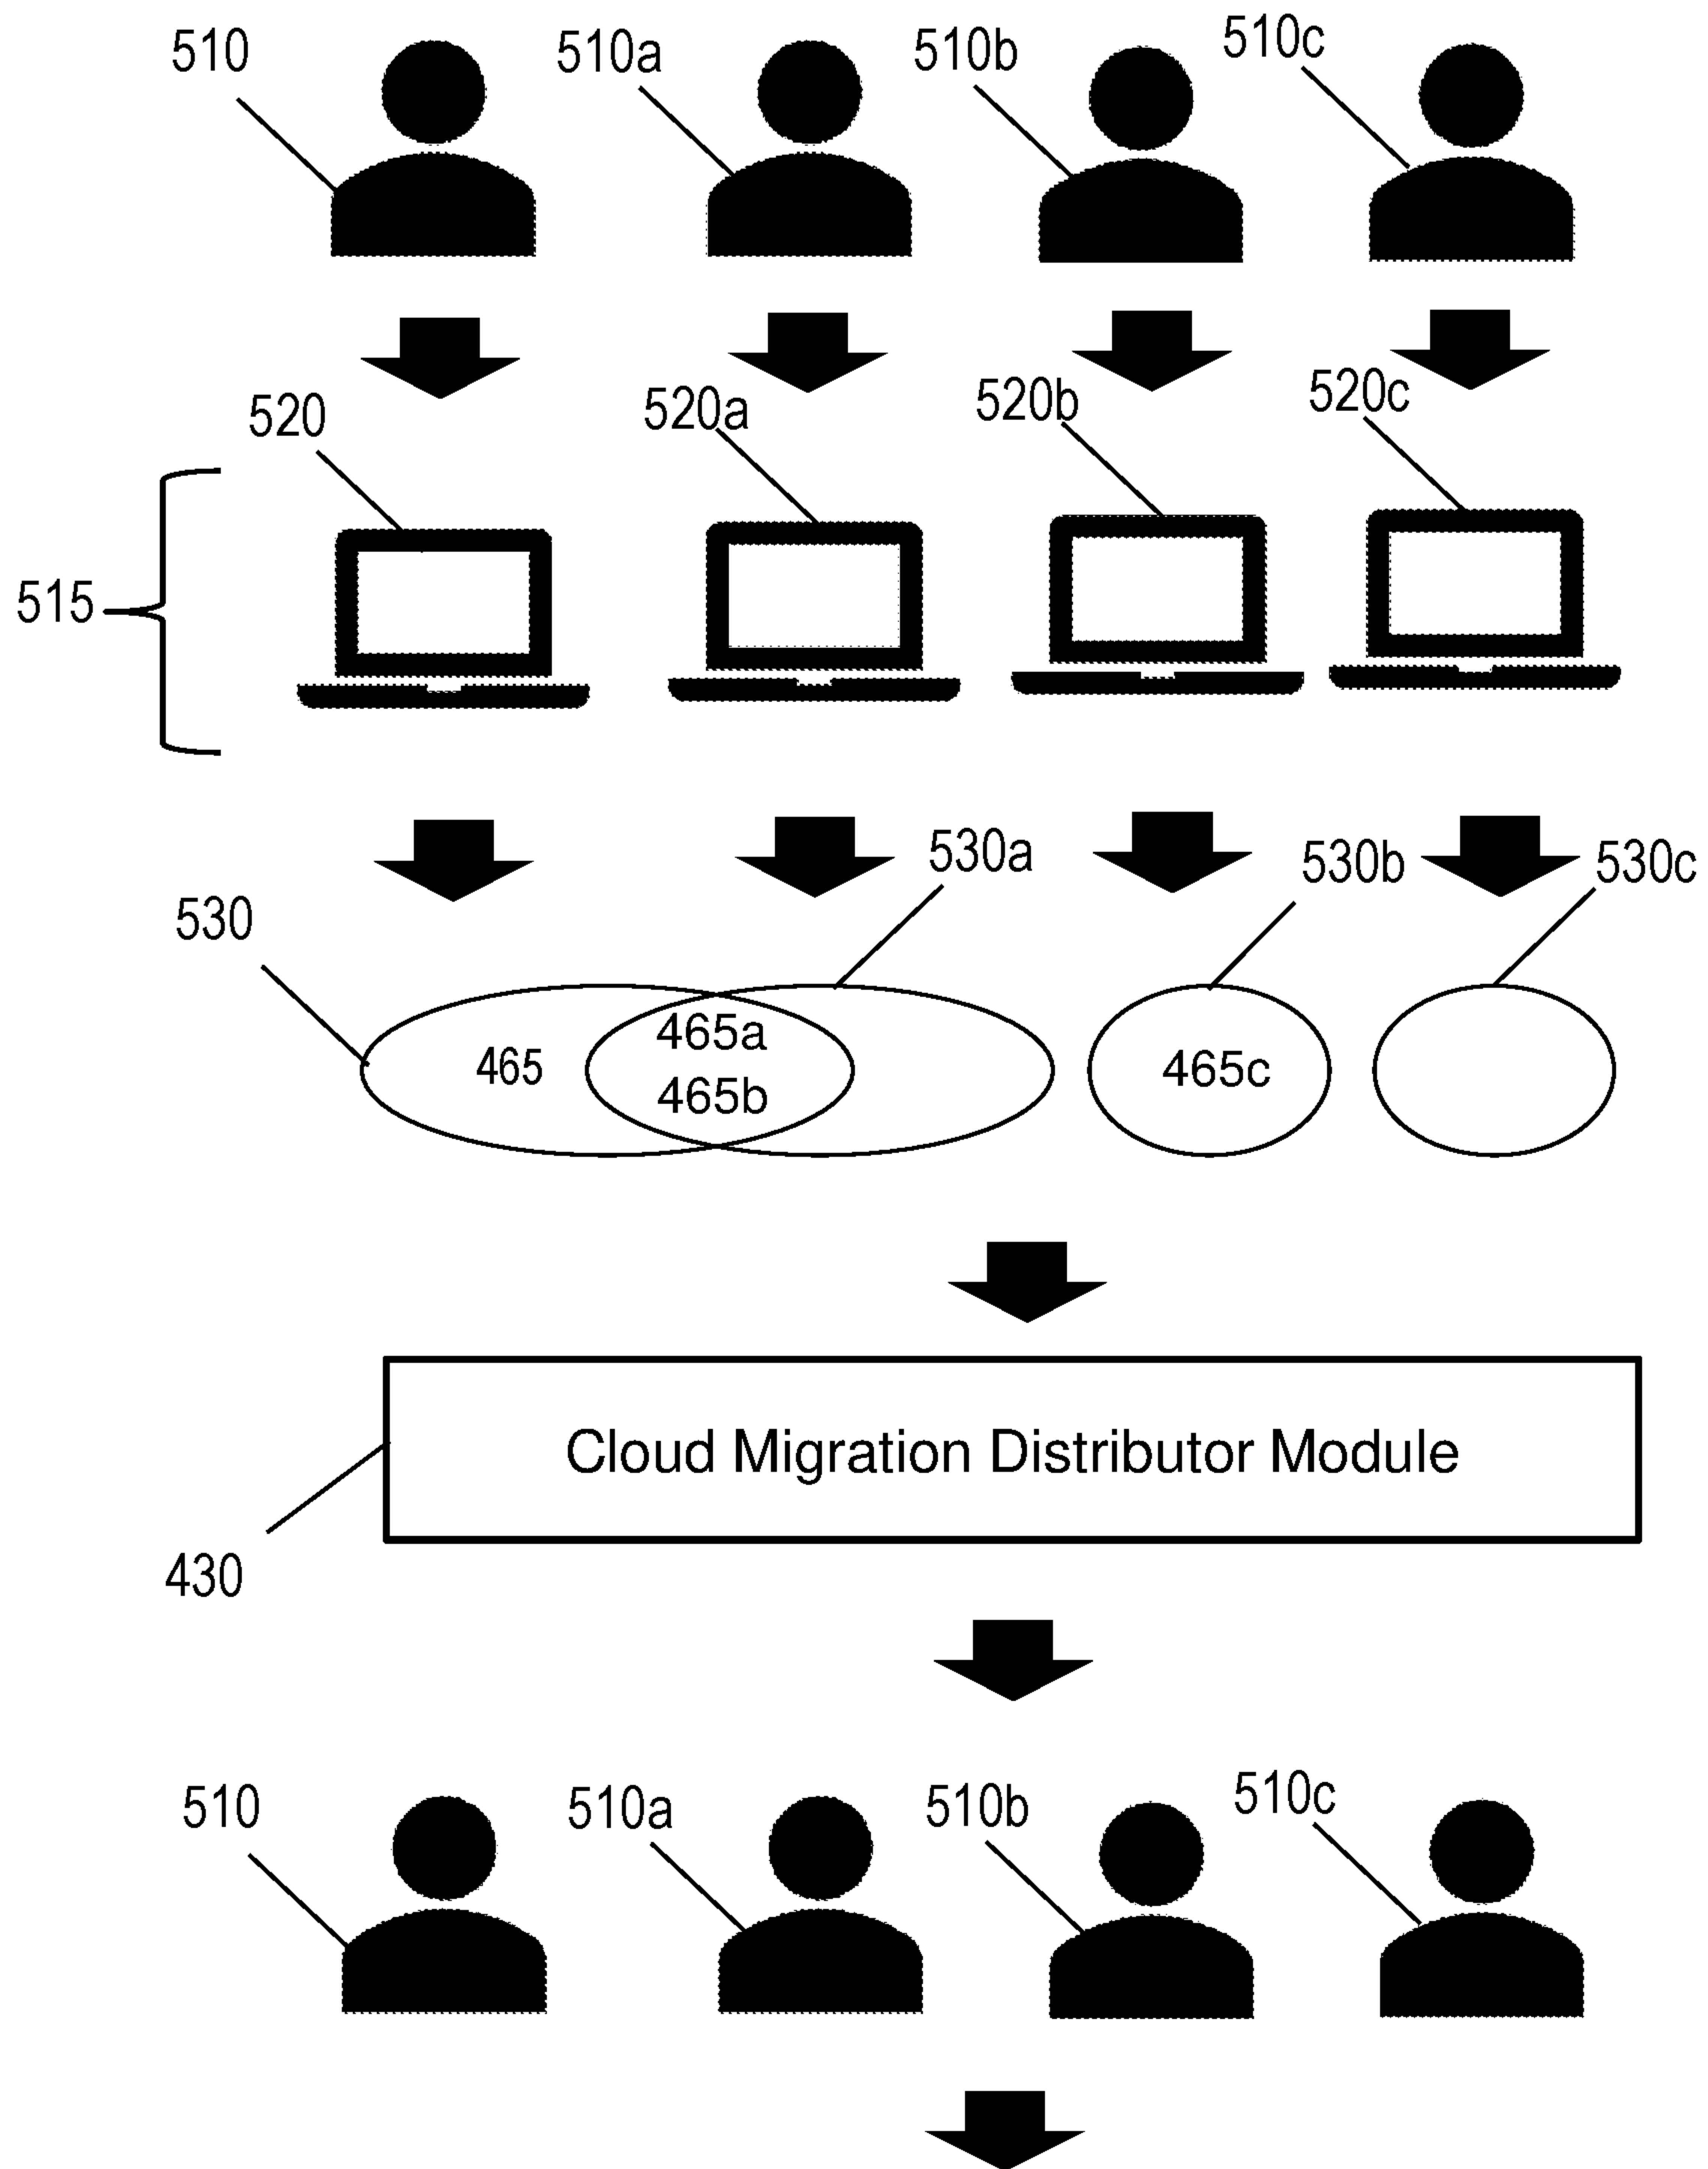 510 510a 510b 510c
520 520a 520b 520c
515
530a 530b 530c
530
465 465a 465c
465b
Cloud Migration Distributor Module
430
510 510a 510b 510c